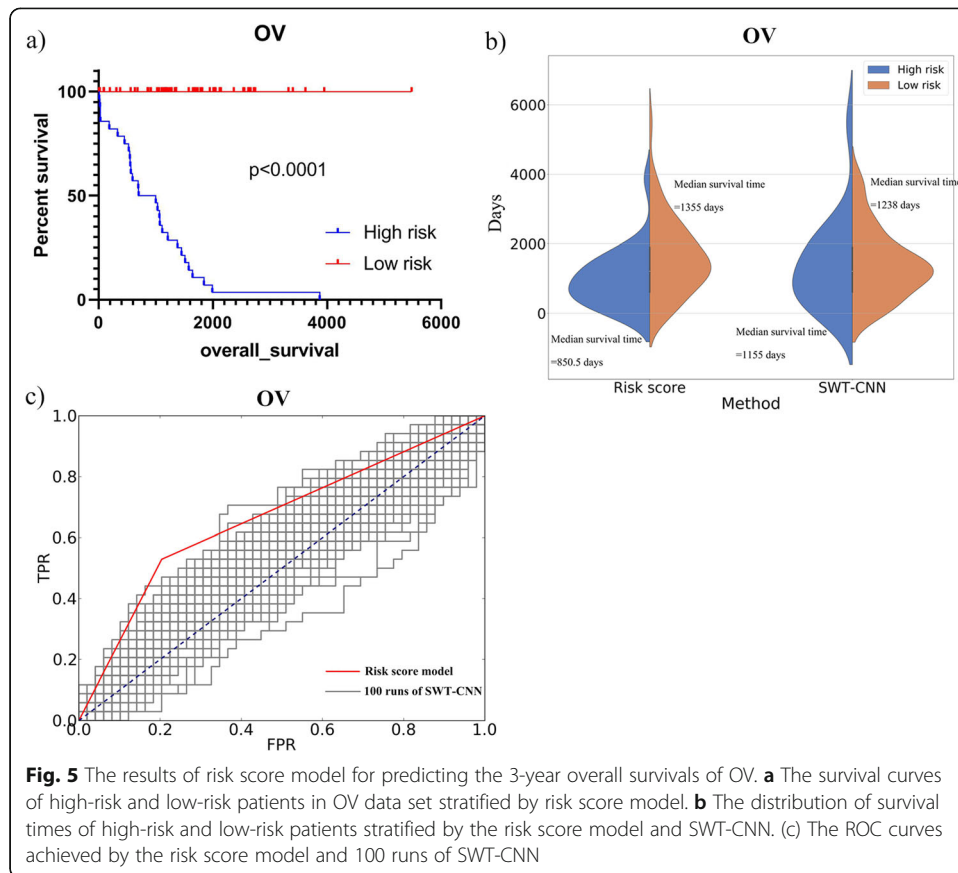 a)
OV
Percent survival
100
50
0
p<0.0001
High risk
Low risk
0 2000 4000 6000
overall_survival
b)
OV
High risk
Low risk
Days
6000
4000
2000
0
Median survival time
=1355 days
Median survival time
=1238 days
Median survival time
=850.5 days
Median survival time
=1155 days
Risk score SWT-CNN
Method
c)
OV
TPR
1.0
0.8
0.6
0.4
0.2
0.0
Risk score model
100 runs of SWT-CNN
0.0 0.2 0.4 0.6 0.8 1.0
FPR
Fig. 5 The results of risk score model for predicting the 3-year overall survivals of OV. a The survival curves
of high-risk and low-risk patients in OV data set stratified by risk score model. b The distribution of survival
times of high-risk and low-risk patients stratified by the risk score model and SWT-CNN. (c) The ROC curves
achieved by the risk score model and 100 runs of SWT-CNN